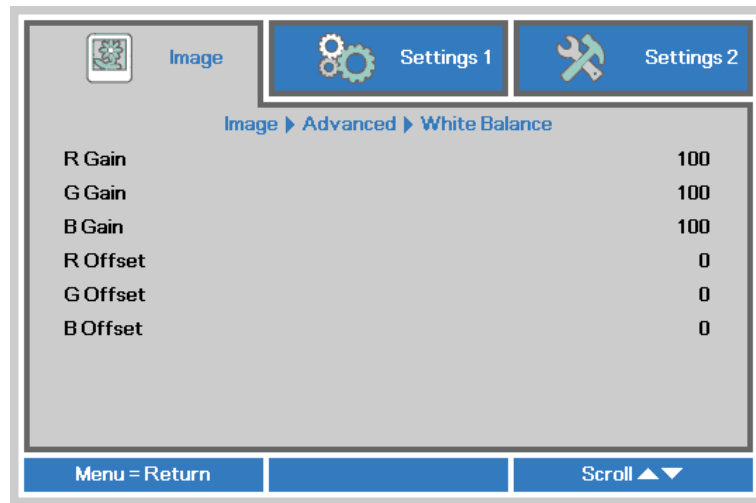 Image Settings 1 Settings 2
Image ▶ Advanced ▶ White Balance
R Gain 100
G Gain 100
B Gain 100
R Offset 0
G Offset 0
B Offset 0
Menu = Return Scroll ▲▼